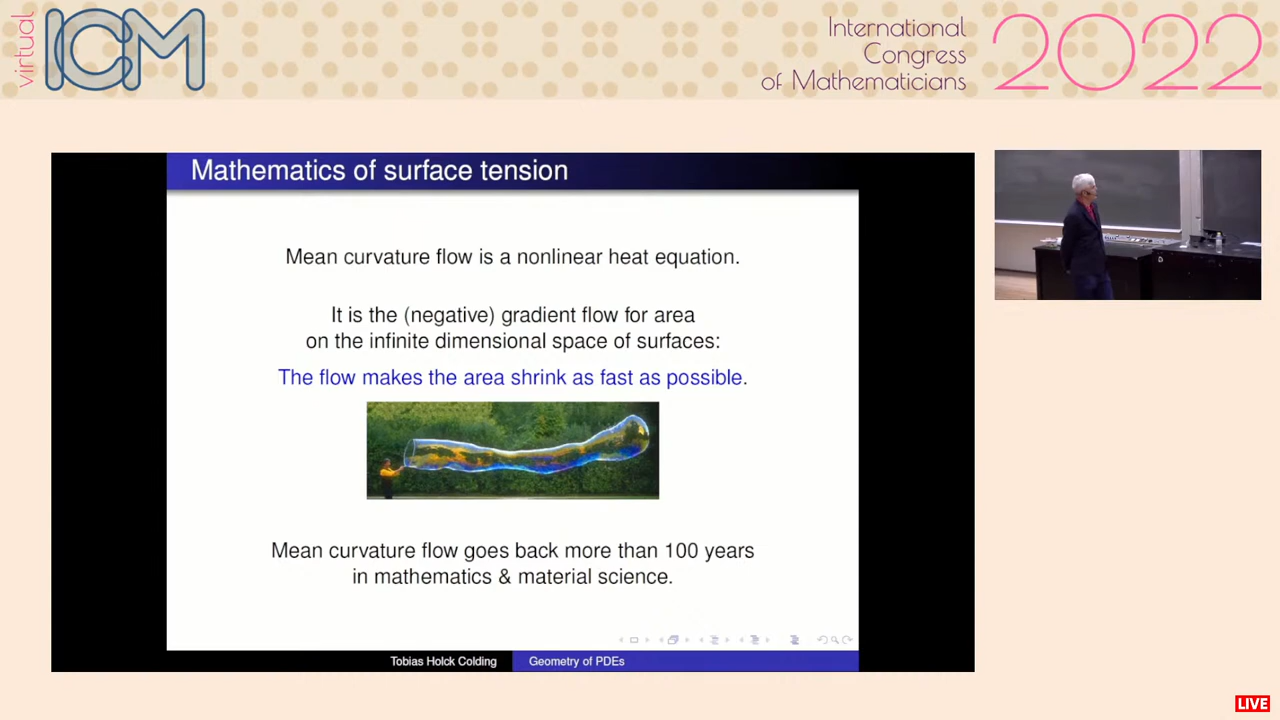 virtual
ICM
International
Congress
of Mathematicians
2022
Mathematics of surface tension
Mean curvature flow is a nonlinear heat equation.
It is the (negative) gradient flow for area
on the infinite dimensional space of surfaces:
The flow makes the area shrink as fast as possible.
Mean curvature flow goes back more than 100 years
in mathematics & material science.
Tobias Holck Colding
Geometry of PDEs
LIVE